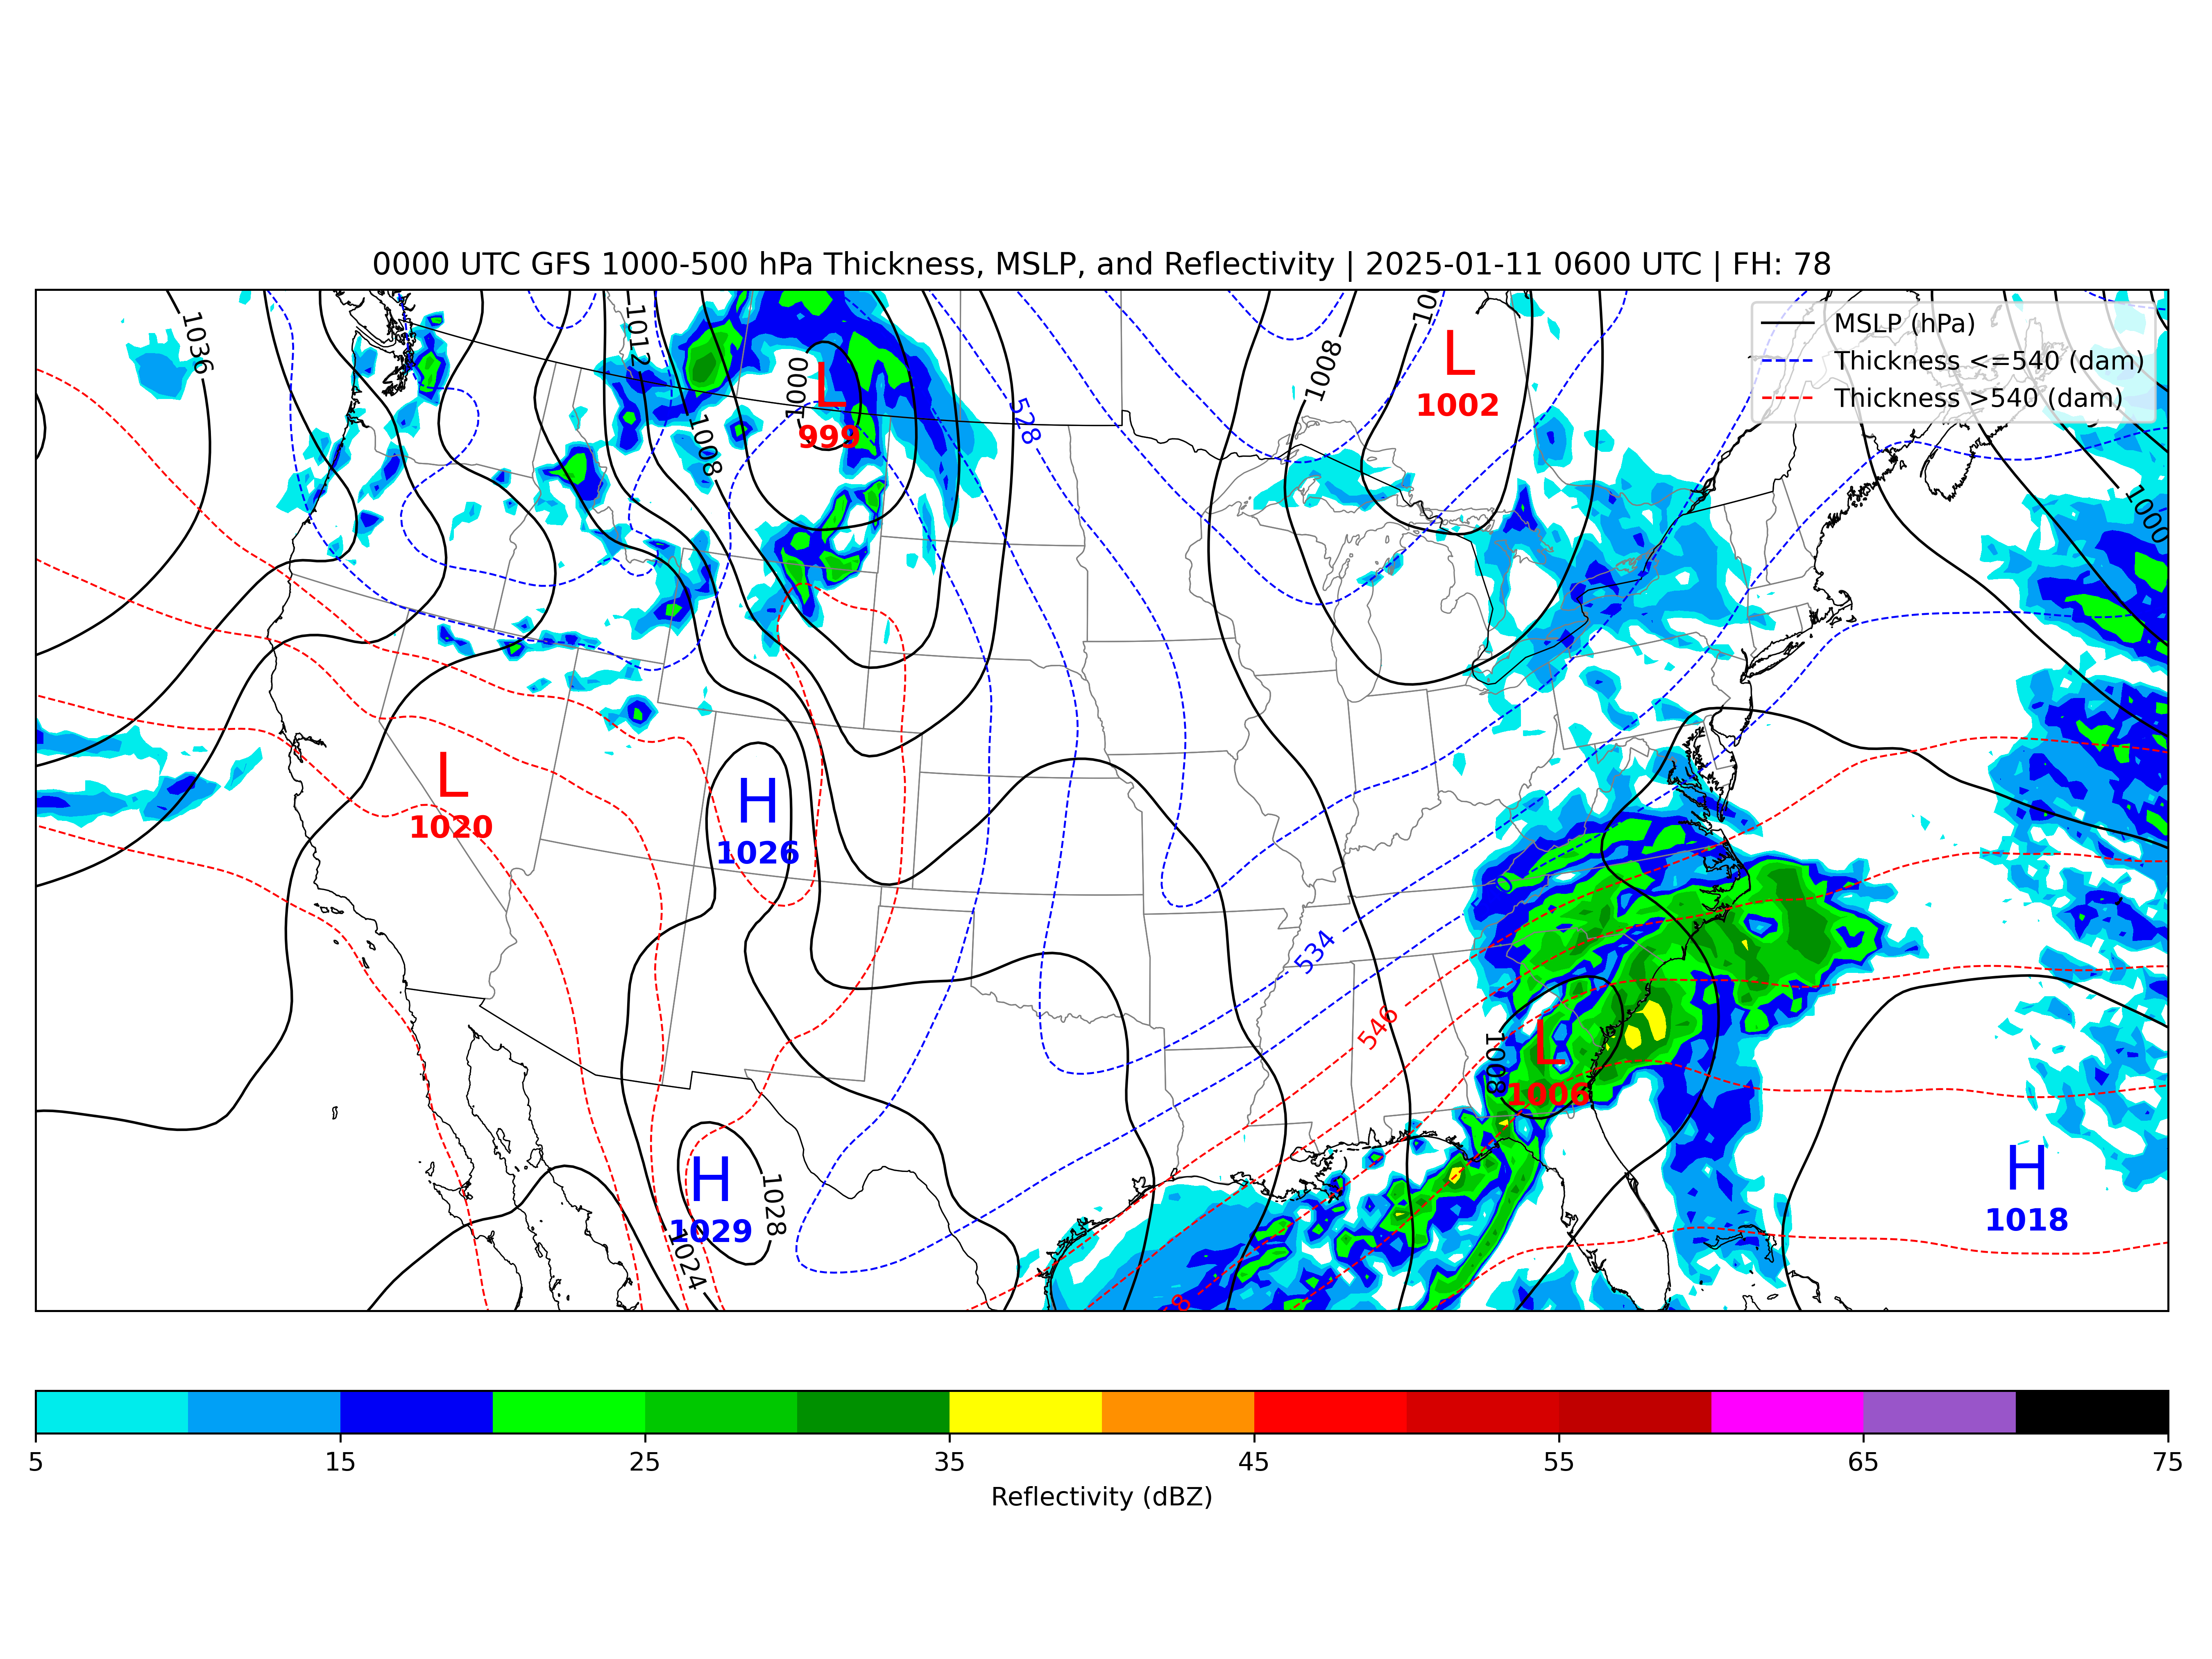 0000 UTC GFS 1000-500 hPa Thickness, MSLP, and Reflectivity | 2025-01-11 0600 UTC | FH: 78
MSLP (hPa)
Thickness <=540 (dam)
Thickness >540 (dam)
1036
1012
1000
1008
L
999
528
1008
L
1002
1000
L
1020
H
1026
534
546
1008
L
1006
H
1029
1028
1024
H
1018
5 15 25 35 45 55 65 75
Reflectivity (dBZ)